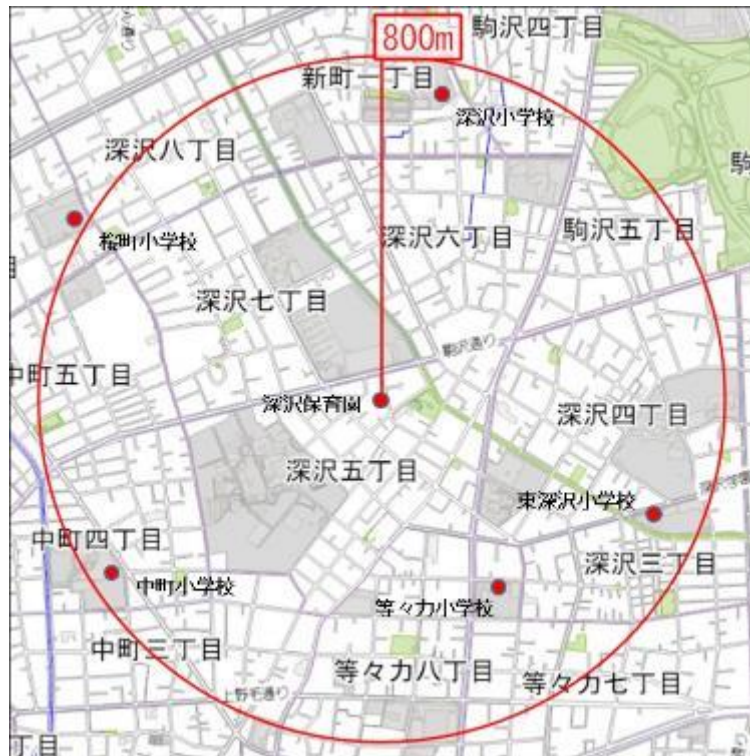 800m
駒沢四丁目
新町一丁目
深沢小学校
深沢八丁目
駒
桜町小学校
深沢六丁目
駒沢五丁目
目
深沢七丁目
駒沢通り
中町五丁目
深沢保育園
深沢四丁目
深沢五丁目
東深沢小学校
中町四丁目
中町小学校
深沢三丁目
等々力小学校
中町三丁目
等々力八丁目
等々力七丁目
上野毛通り
丁目